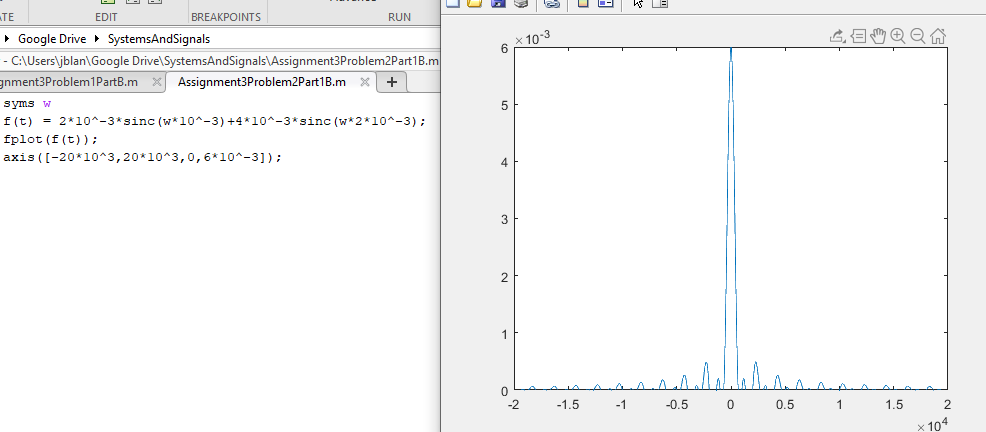 ATE
EDIT
BREAKPOINTS
RUN
Google Drive SystemsAndSignals
- C:\Users\jblan\Google Drive\SystemsAndSignals\Assignment3Problem2Part1B.m
gnment3Problem1PartB.m × Assignment3Problem2Part1B.m × +
syms w
f(t) = 2*10^-3*sinc(w*10^-3)+4*10^-3*sinc(w*2*10^-3);
fplot(f(t));
axis([-20*10^3,20*10^3,0,6*10^-3]);
×10^-3
6
5
4
3
2
1
0
-2 -1.5 -1 -0.5 0 0.5 1 1.5 2
×10^4